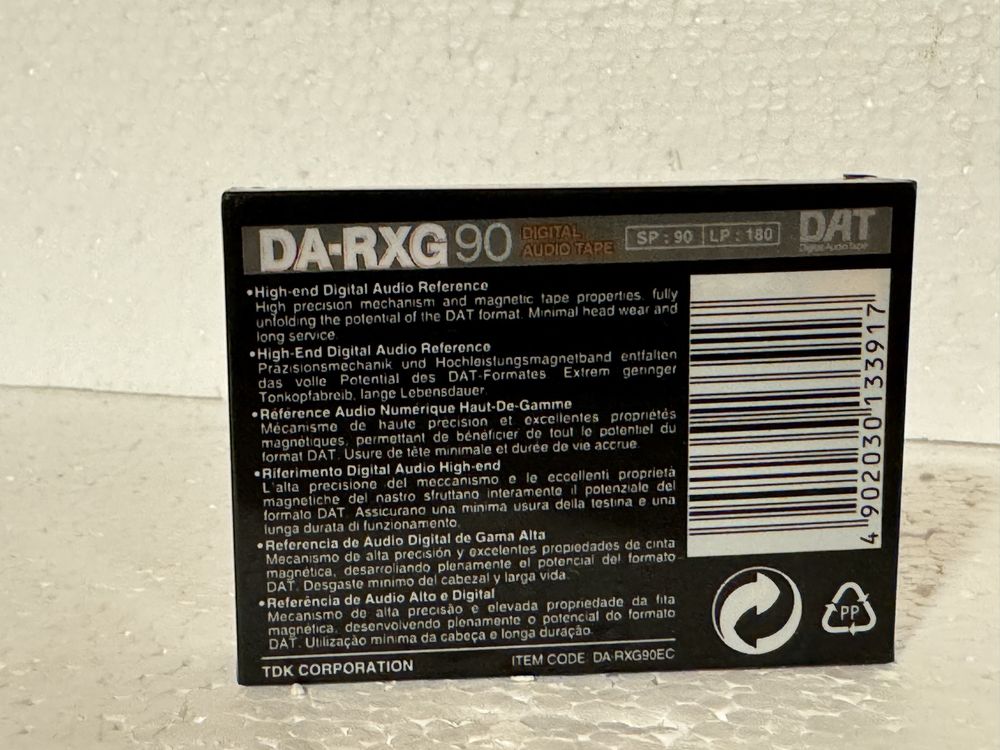 DA-RXG 90 DIGITAL AUDIO TAPE SP : 90 LP : 180 DAT
Digital Audio Tape
•High-end Digital Audio Reference
High precision mechanism and magnetic tape properties, fully
unfolding the potential of the DAT format. Minimal head wear and
long service.
•High-End Digital Audio Reference
Präzisionsmechanik und Hochleistungsmagnetband entfalten
das volle Potential des DAT-Formates. Extrem geringer
Tonkopfabreib, lange Lebensdauer.
•Référence Audio Numérique Haut-De-Gamme
Mécanisme de haute precision et excellentes propriétés
magnétiques, permettant de bénéficier de tout le potentiel du
format DAT. Usure de tête minimale et durée de vie accrue.
•Riferimento Digital Audio High-end
L'alta precisione del meccanismo e le eccellenti proprietà
magnetiche del nastro sfruttano interamente il potenziale del
formato DAT. Assicurano una minima usura della testina e una
lunga durata di funzionamento.
•Referencia de Audio Digital de Gama Alta
Mecanismo de alta precisión y excelentes propiedades de cinta
magnética, desarrollando plenamente el potencial del formato
DAT. Desgaste minimo del cabezal y larga vida.
•Referência de Audio Alto e Digital
Mecanismo de alta precisão e elevada propriedade da fita
magnética, desenvolvendo plenamente o potencial do formato
DAT. Utilização minima da cabeça e longa duração.
TDK CORPORATION ITEM CODE DA-RXG90EC
4 902030 133917
PP